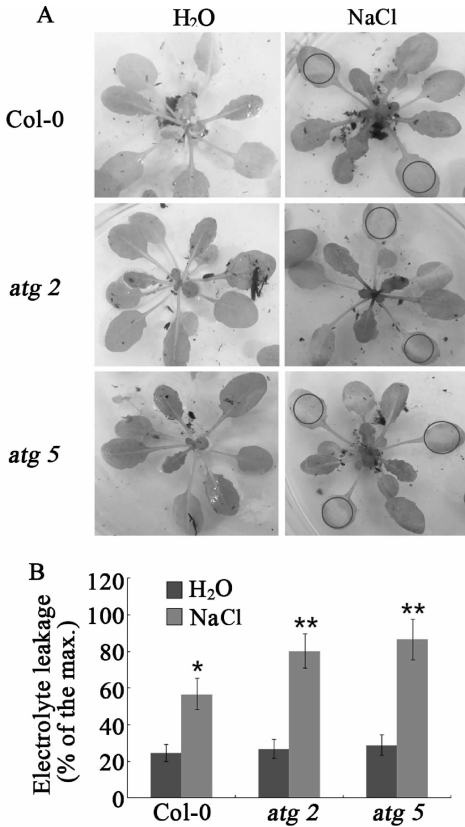 A
H₂O NaCl
Col-0
atg 2
atg 5
B
Electrolyte leakage
(% of the max.)
120
100
80
60
40
20
0
H₂O
NaCl
*
**
**
Col-0 atg 2 atg 5